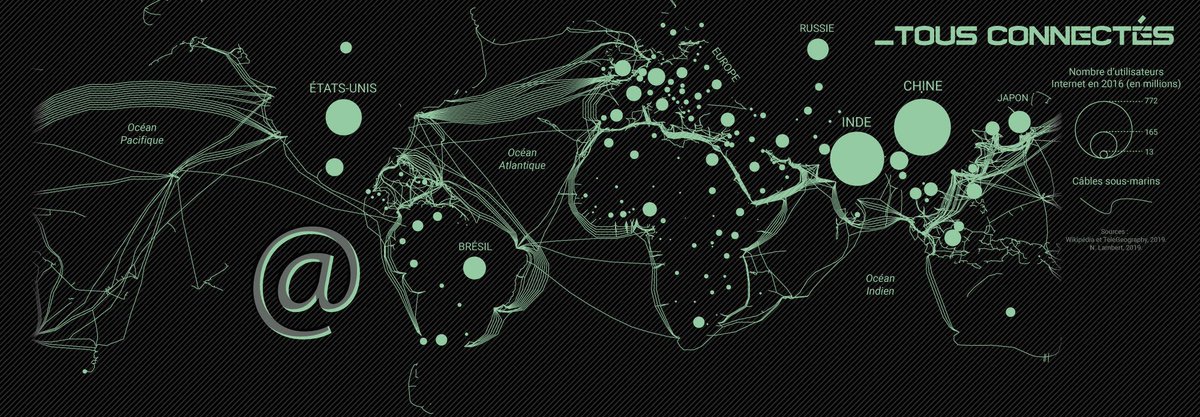 _TOUS CONNECTÉS
Nombre d'utilisateurs
Internet en 2016 (en millions)
772
165
13
Câbles sous-marins
Sources :
Wikipédia et TeleGeography, 2019.
N. Lambert, 2019.
RUSSIE
EUROPE
ÉTATS-UNIS
CHINE
JAPON
INDE
Océan
Pacifique
Océan
Atlantique
BRÉSIL
@
Océan
Indien